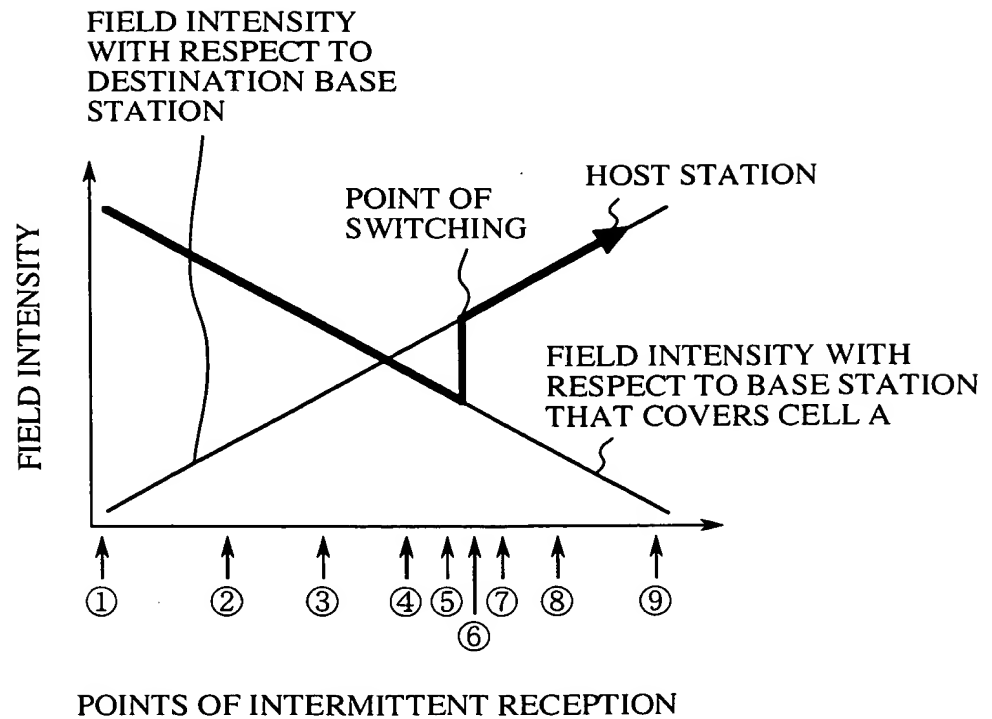 FIELD INTENSITY
WITH RESPECT TO
DESTINATION BASE
STATION
HOST STATION
POINT OF
SWITCHING
FIELD INTENSITY
FIELD INTENSITY WITH
RESPECT TO BASE STATION
THAT COVERS CELL A
① ② ③ ④ ⑤ ⑦ ⑧ ⑨
⑥
POINTS OF INTERMITTENT RECEPTION